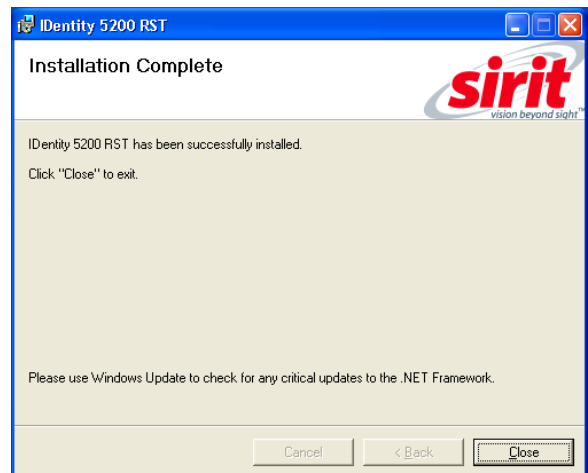 IDentity 5200 RST
Installation Complete
sirit
vision beyond sight™
IDentity 5200 RST has been successfully installed.
Click "Close" to exit.
Please use Windows Update to check for any critical updates to the .NET Framework.
Cancel
< Back
Close